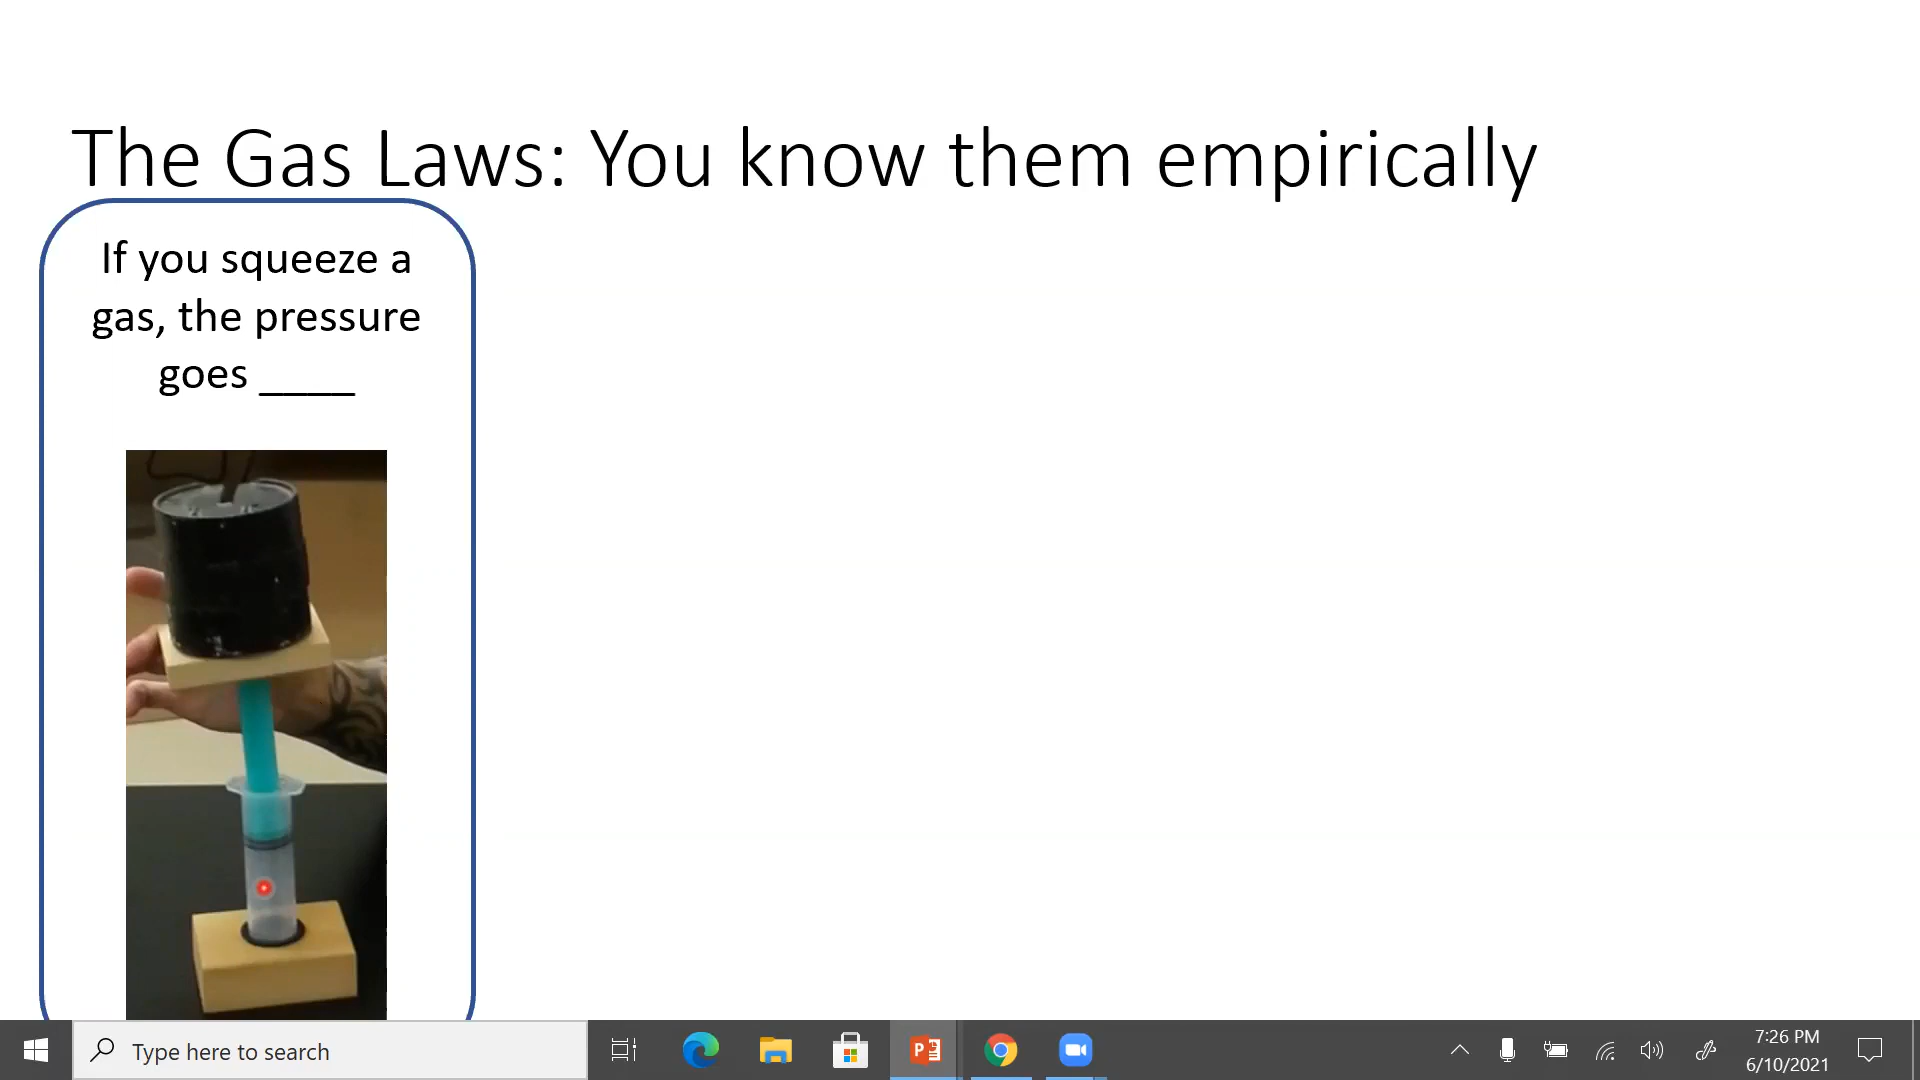 The Gas Laws: You know them empirically
If you squeeze a
gas, the pressure
goes ____
Type here to search
7:26 PM
6/10/2021